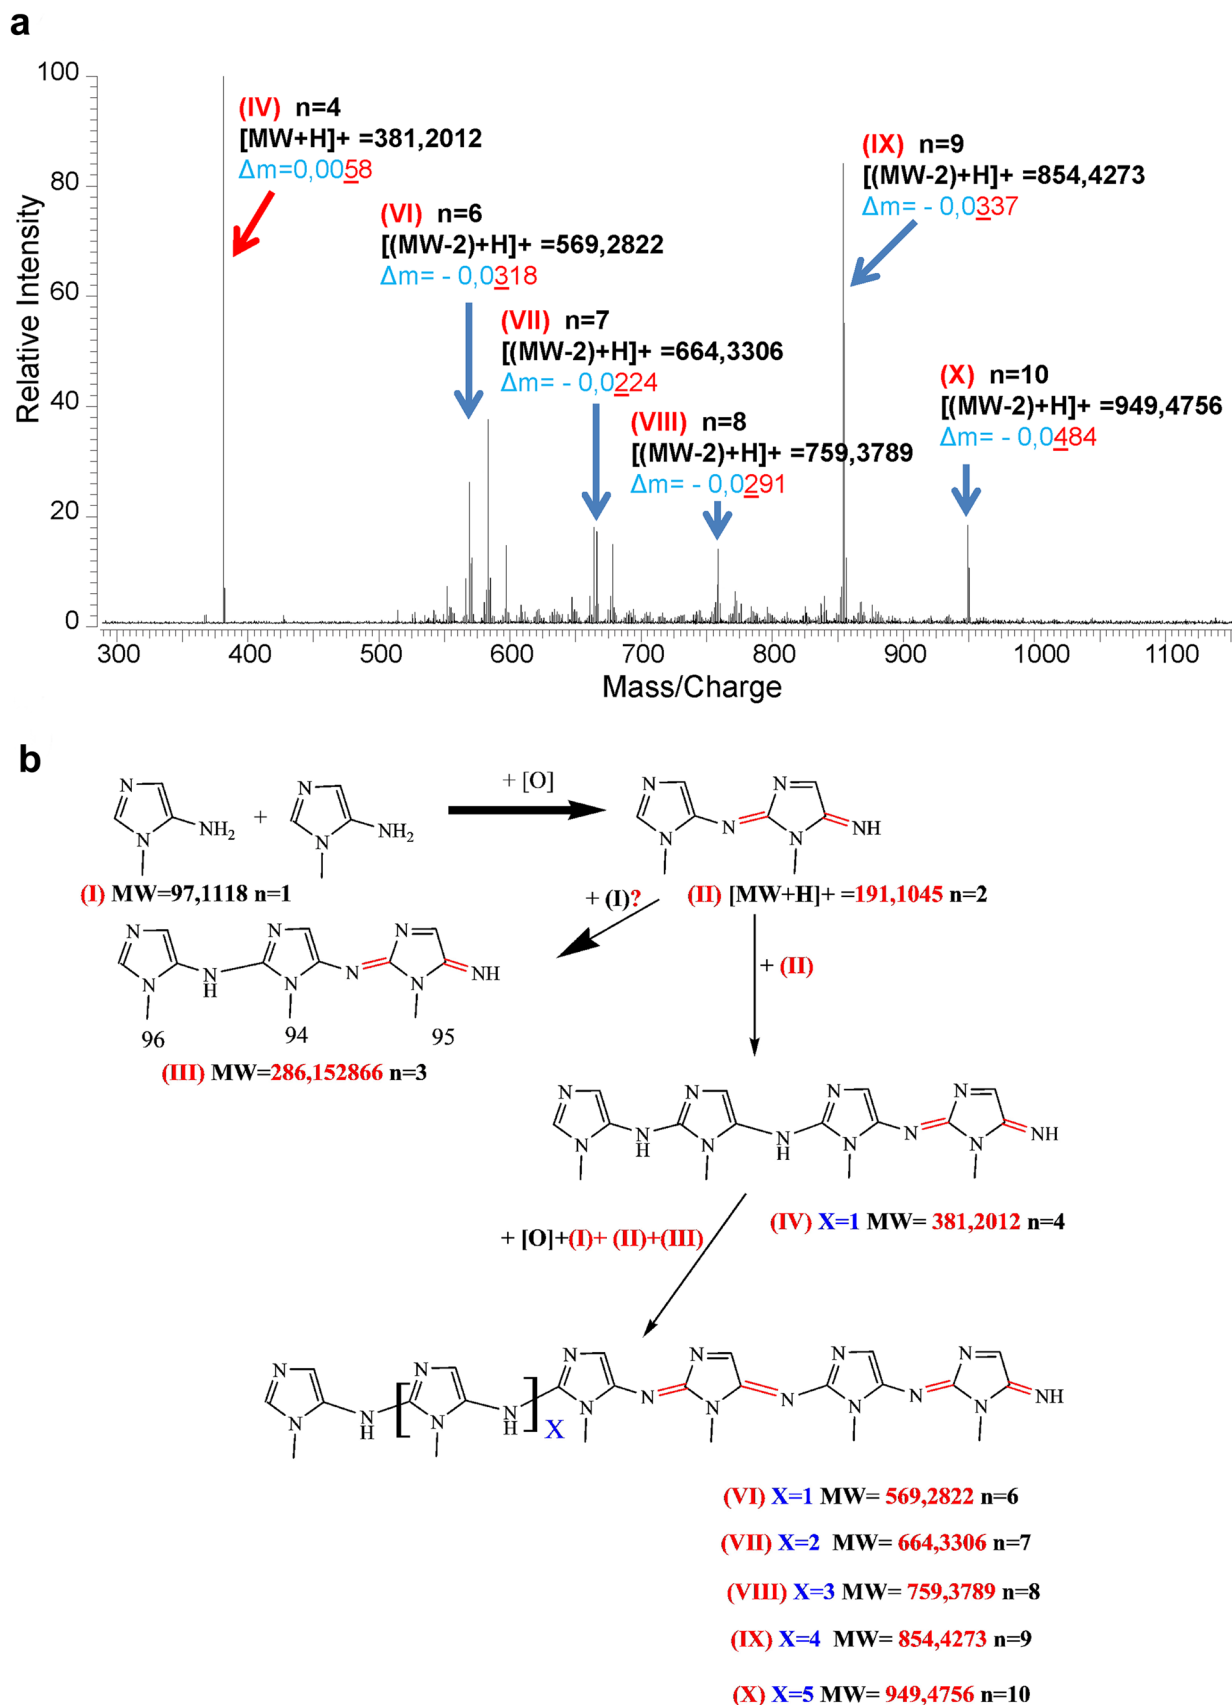 a
100
80
60
40
20
0
Relative Intensity
300 400 500 600 700 800 900 1000 1100
Mass/Charge
(IV) n=4
[MW+H]+ =381,2012
Δm=0,0058
(VI) n=6
[(MW-2)+H]+ =569,2822
Δm= - 0,0318
(VII) n=7
[(MW-2)+H]+ =664,3306
Δm= - 0,0224
(VIII) n=8
[(MW-2)+H]+ =759,3789
Δm= - 0,0291
(IX) n=9
[(MW-2)+H]+ =854,4273
Δm= - 0,0337
(X) n=10
[(MW-2)+H]+ =949,4756
Δm= - 0,0484
b
N
N
NH2
+
N
N
NH2
+ [O]
N
N
N
N
N
NH
(I) MW=97,1118 n=1
+ (I)?
(II) [MW+H]+ =191,1045 n=2
N
N
N
H
N
N
N
N
N
NH
96
94
95
(III) MW=286,152866 n=3
+ (II)
N
N
N
H
N
N
N
H
N
N
N
N
N
NH
(IV) X=1 MW= 381,2012 n=4
+ [O]+(I)+ (II)+(III)
N
N
N
H
[
N
N
N
H
]
X
N
N
N
N
N
N
N
N
N
N
N
NH
(VI) X=1 MW= 569,2822 n=6
(VII) X=2 MW= 664,3306 n=7
(VIII) X=3 MW= 759,3789 n=8
(IX) X=4 MW= 854,4273 n=9
(X) X=5 MW= 949,4756 n=10